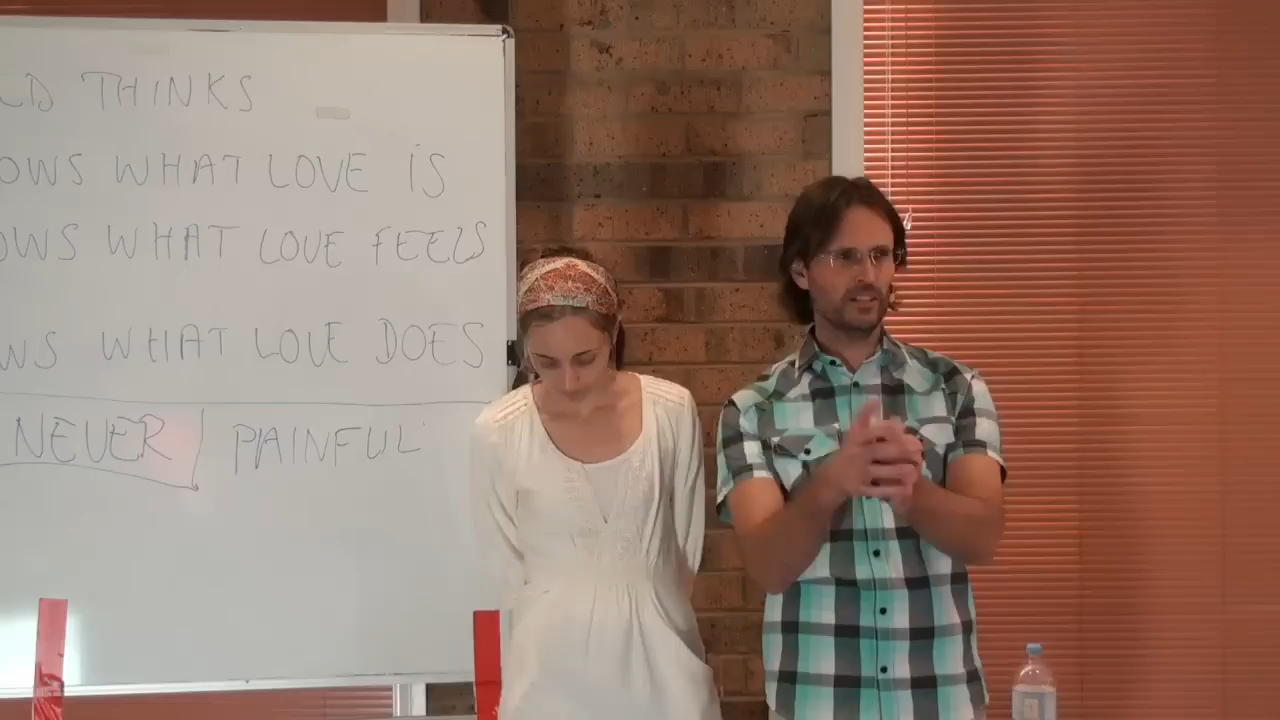 THINKS
WHAT LOVE IS
WHAT LOVE FEELS
WHAT LOVE DOES
NEVER PAINFUL